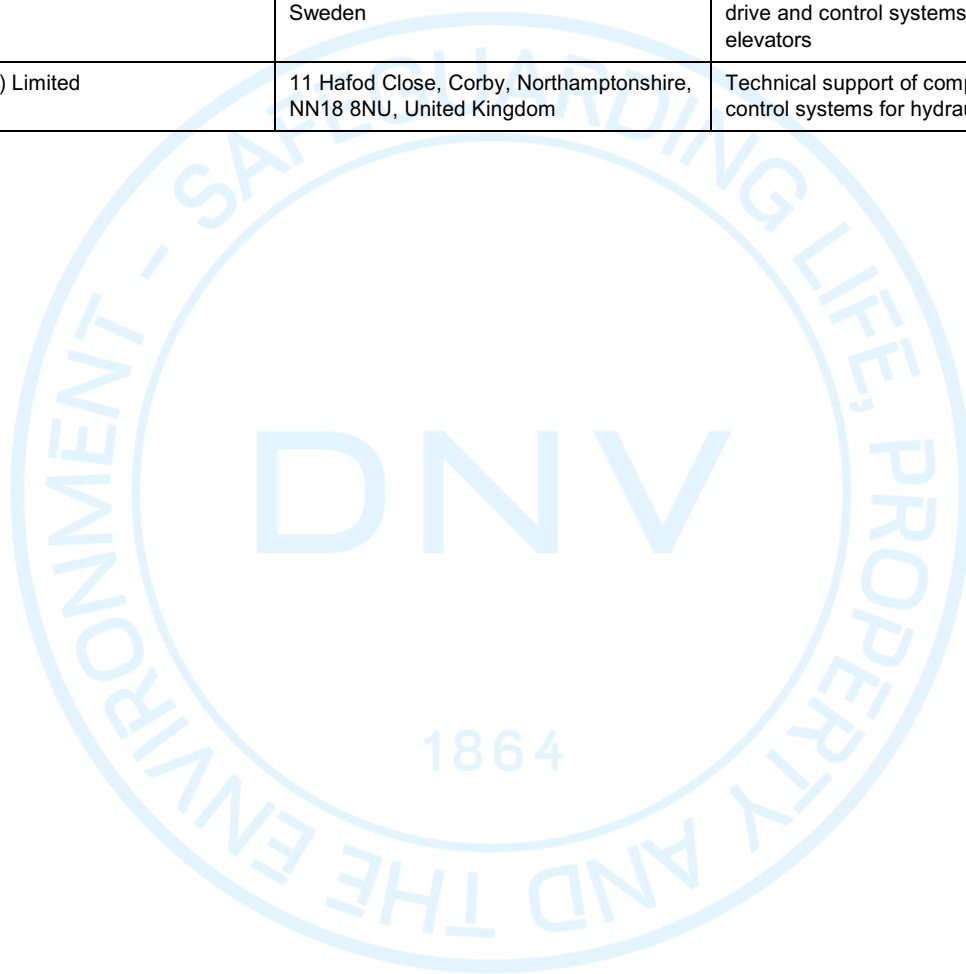 Sweden
drive and control systems
elevators
) Limited
11 Hafod Close, Corby, Northamptonshire,
NN18 8NU, United Kingdom
Technical support of comp
control systems for hydrau
SAFEGUARDING LIFE, PROPERTY AND THE ENVIRONMENT -
DNV
1864